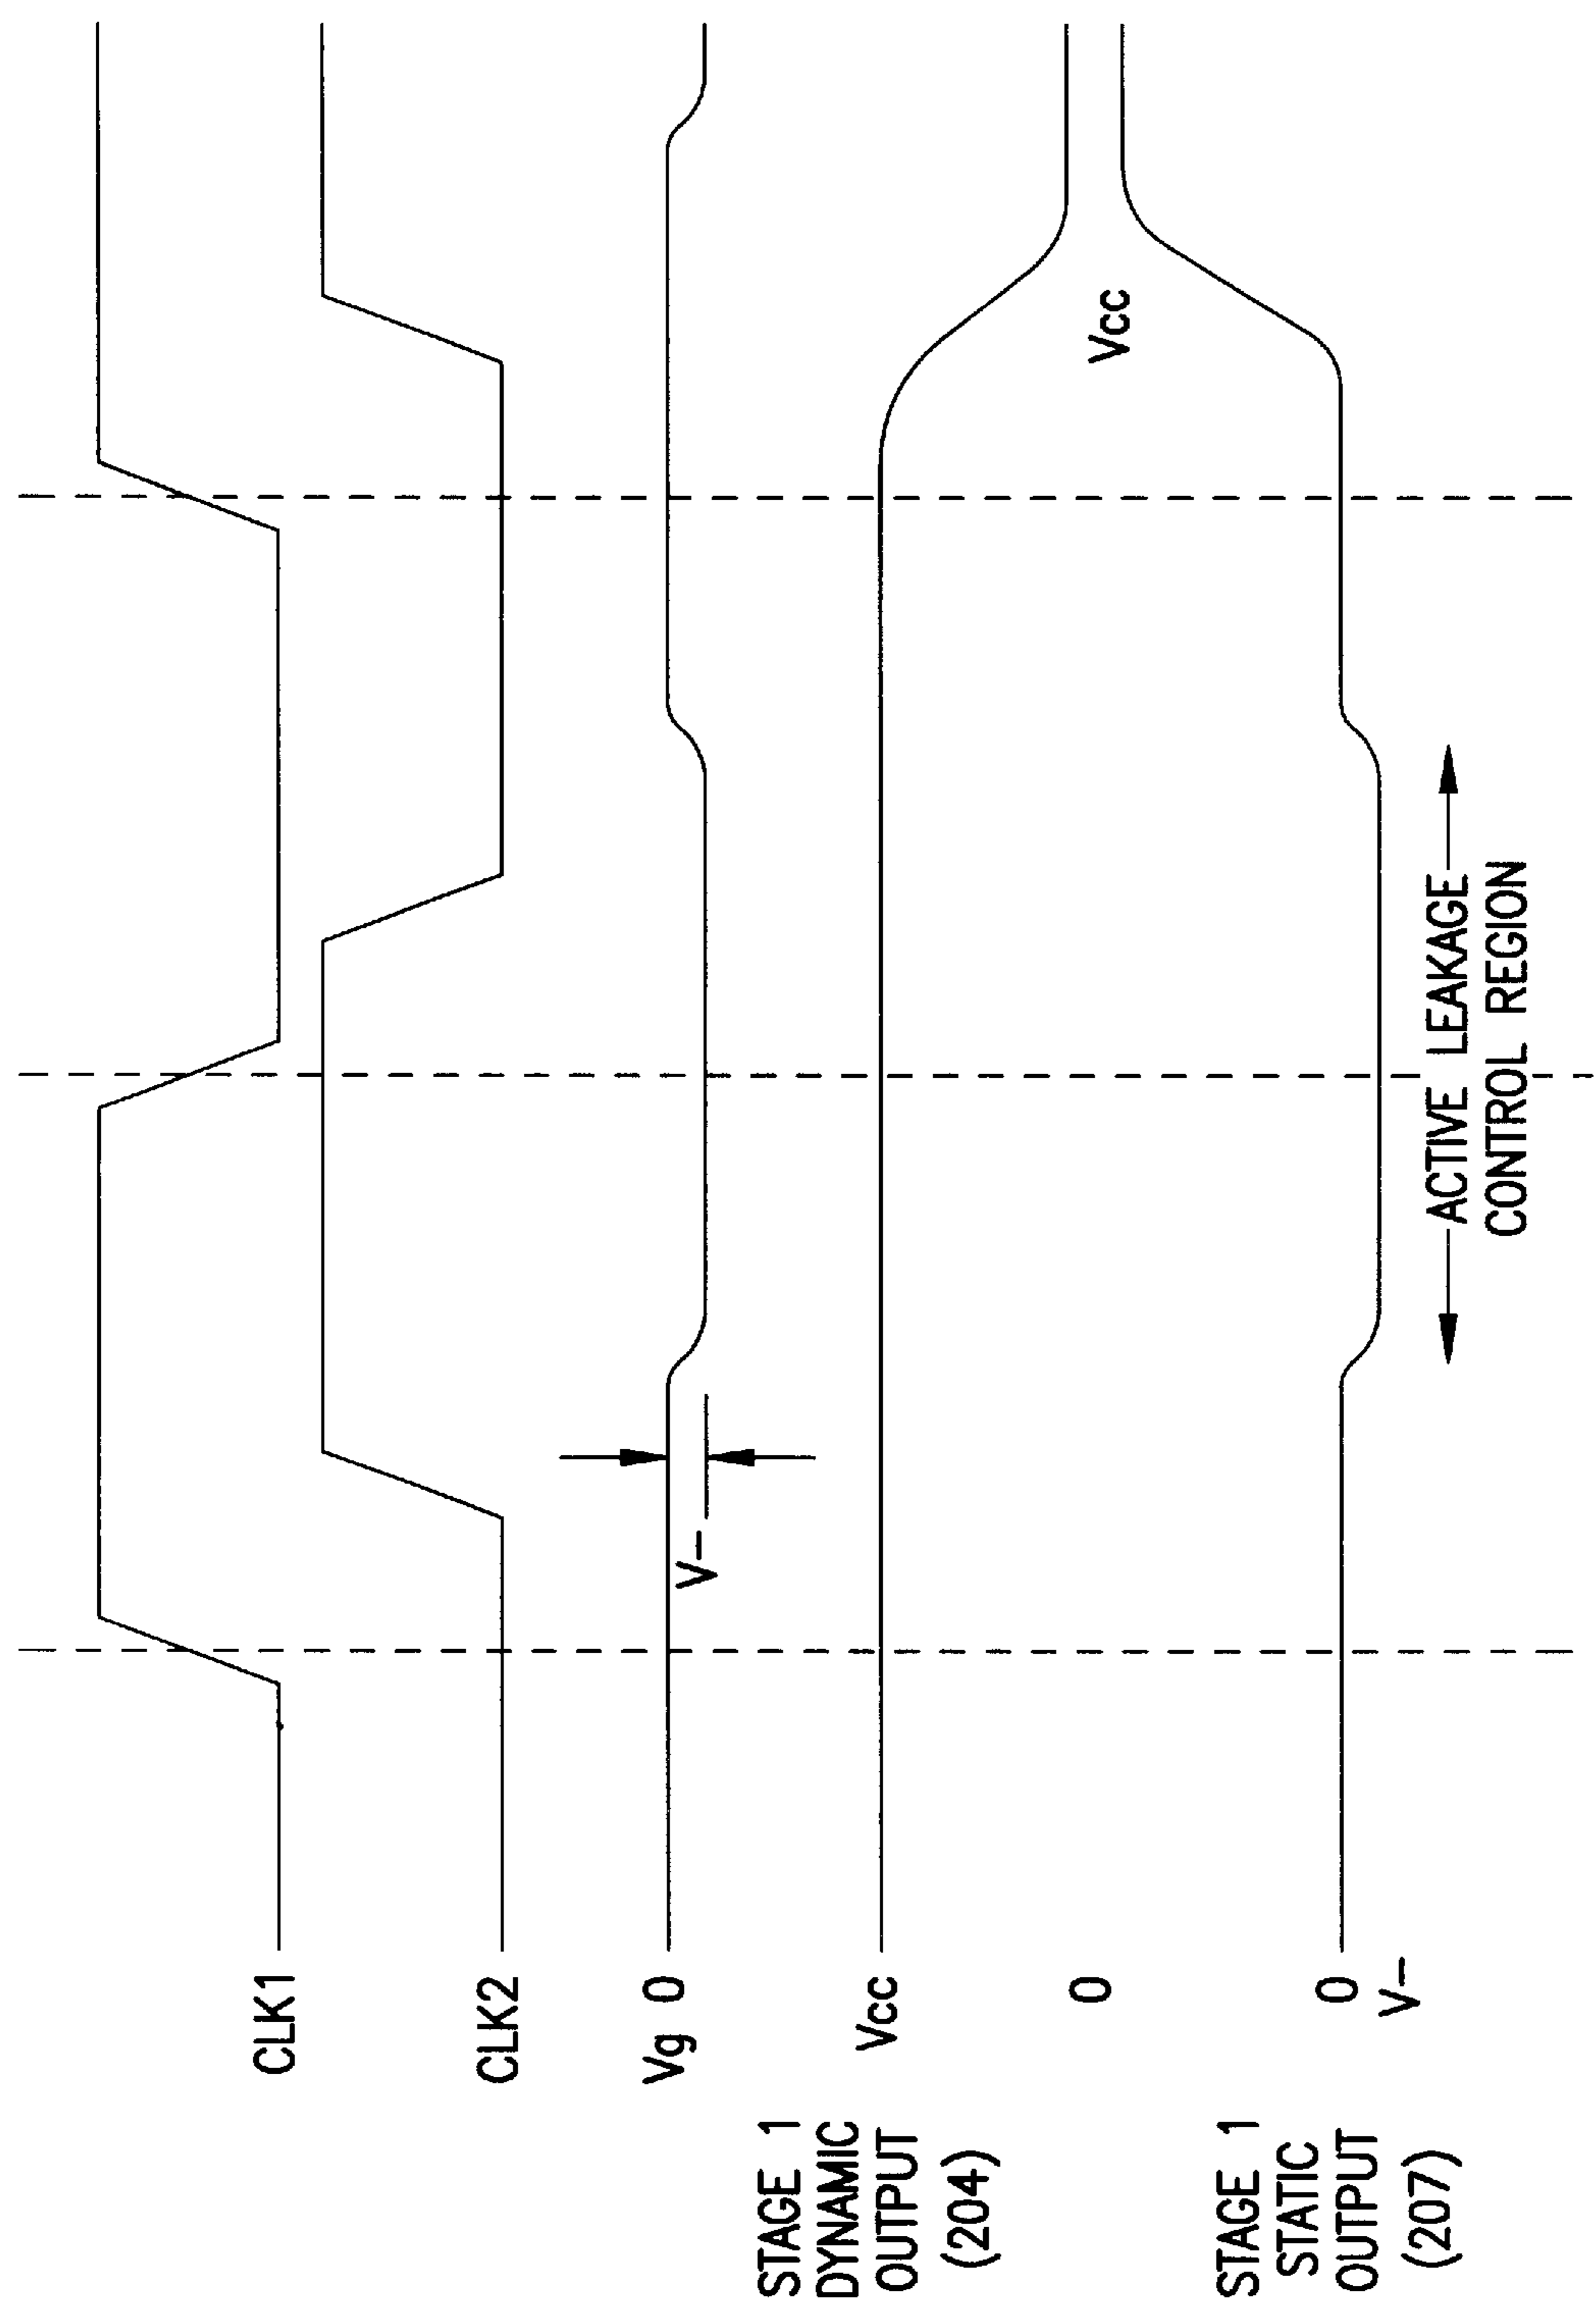 CLK1
CLK2
Vg 0
V–
STAGE 1
DYNAMIC
OUTPUT
(204)
Vcc
0
Vcc
STAGE 1
STATIC
OUTPUT
(207)
0
V–
ACTIVE LEAKAGE
CONTROL REGION